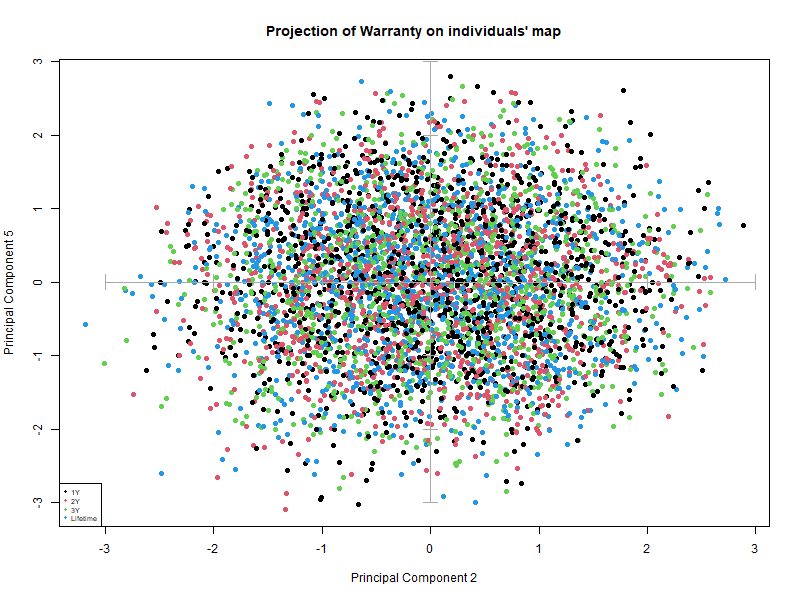 Projection of Warranty on individuals' map
3
2
1
0
-1
-2
-3
Principal Component 5
1Y
2Y
3Y
Lifetime
-3 -2 -1 0 1 2 3
Principal Component 2